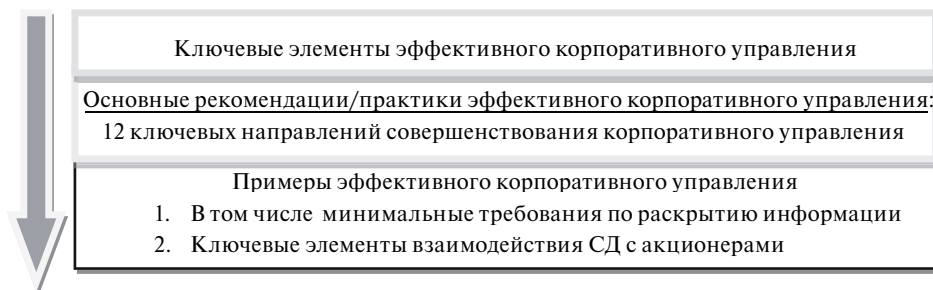 Ключевые элементы эффективного корпоративного управления
Основные рекомендации/практики эффективного корпоративного управления:
12 ключевых направлений совершенствования корпоративного управления
Примеры эффективного корпоративного управления
1. В том числе минимальные требования по раскрытию информации
2. Ключевые элементы взаимодействия СД с акционерами